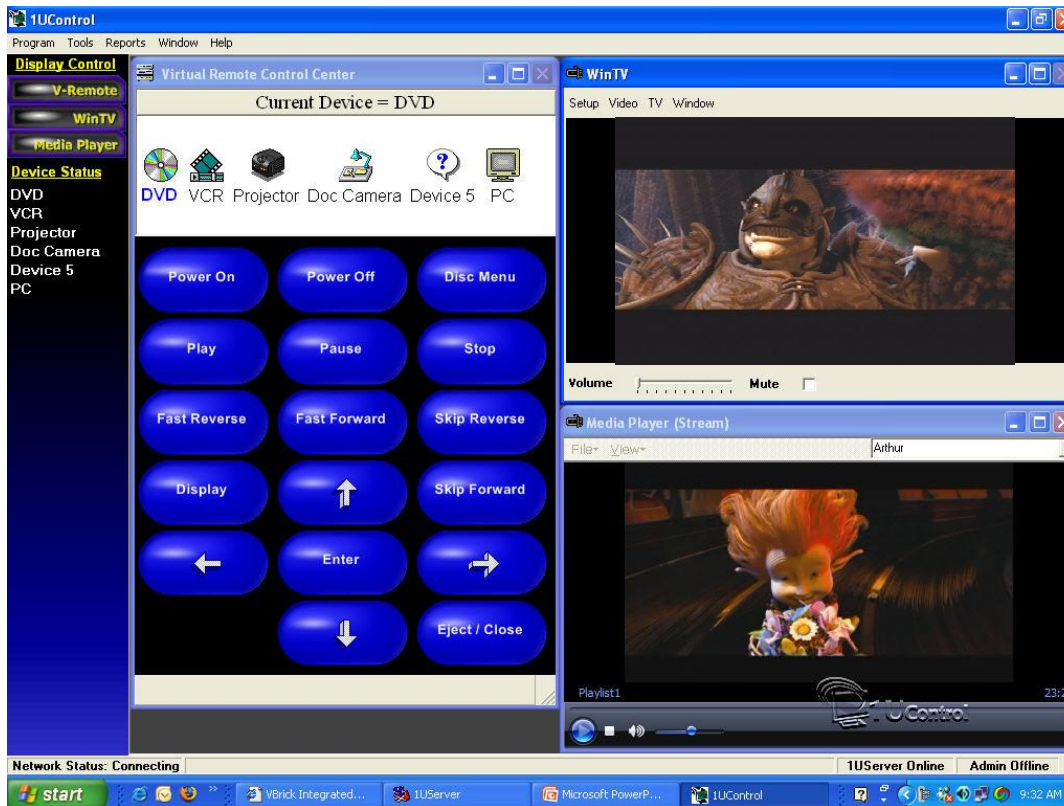 1UControl
Program Tools Reports Window Help
Display Control
V-Remote
WinTV
Media Player
Device Status
DVD
VCR
Projector
Doc Camera
Device 5
PC
Virtual Remote Control Center
Current Device = DVD
DVD VCR Projector Doc Camera Device 5 PC
Power On Power Off Disc Menu
Play Pause Stop
Fast Reverse Fast Forward Skip Reverse
Display Skip Forward
Enter
Eject / Close
WinTV
Setup Video TV Window
Volume Mute
Media Player (Stream)
File View Arthur
Playlist1
1UControl
Network Status: Connecting 1UServer Online Admin Offline
start VBrick Integrated... 1UServer Microsoft PowerP... 1UControl 9:32 AM